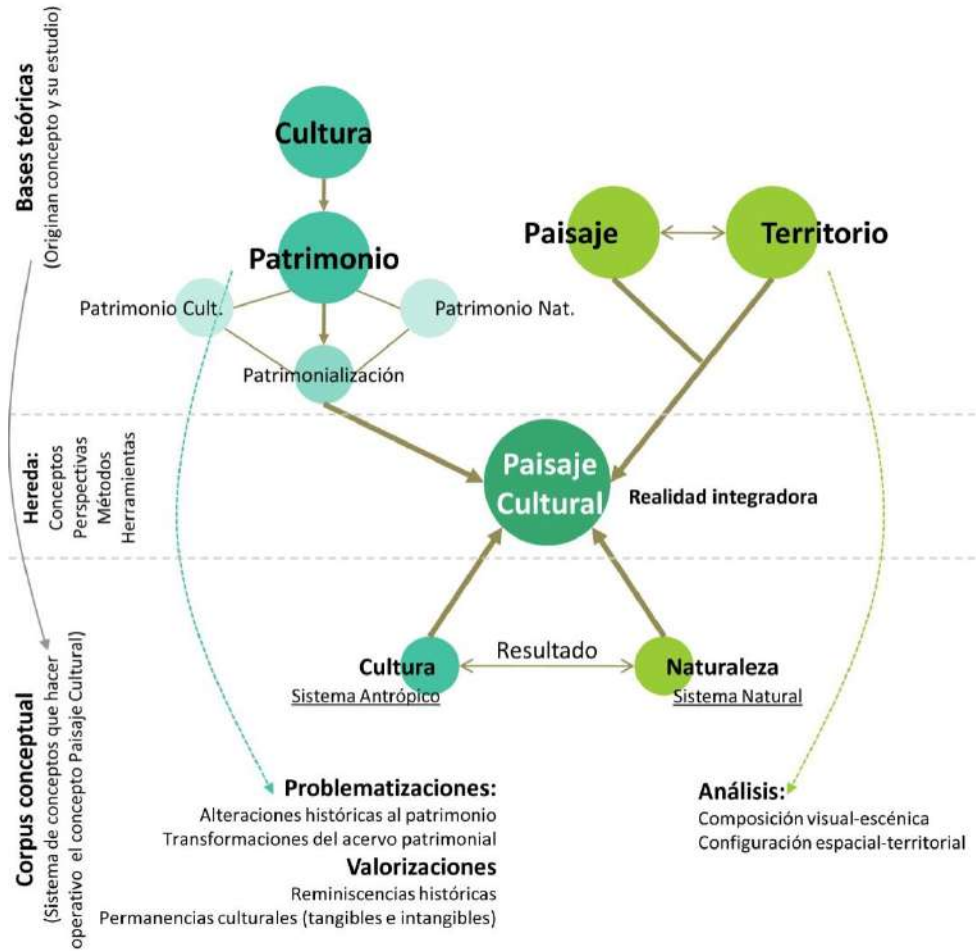 Bases teóricas
(Originan concepto y su estudio)
Cultura
Patrimonio
Patrimonio Cult.
Patrimonio Nat.
Patrimonialización
Paisaje
Territorio
Hereda:
Conceptos
Perspectivas
Métodos
Herramientas
Paisaje
Cultural
Realidad integradora
Corpus conceptual
(Sistema de conceptos que hacer
operativo el concepto Paisaje Cultural)
Cultura
Sistema Antrópico
Resultado
Naturaleza
Sistema Natural
Problematizaciones:
Alteraciones históricas al patrimonio
Transformaciones del acervo patrimonial
Valorizaciones
Reminiscencias históricas
Permanencias culturales (tangibles e intangibles)
Análisis:
Composición visual-escénica
Configuración espacial-territorial